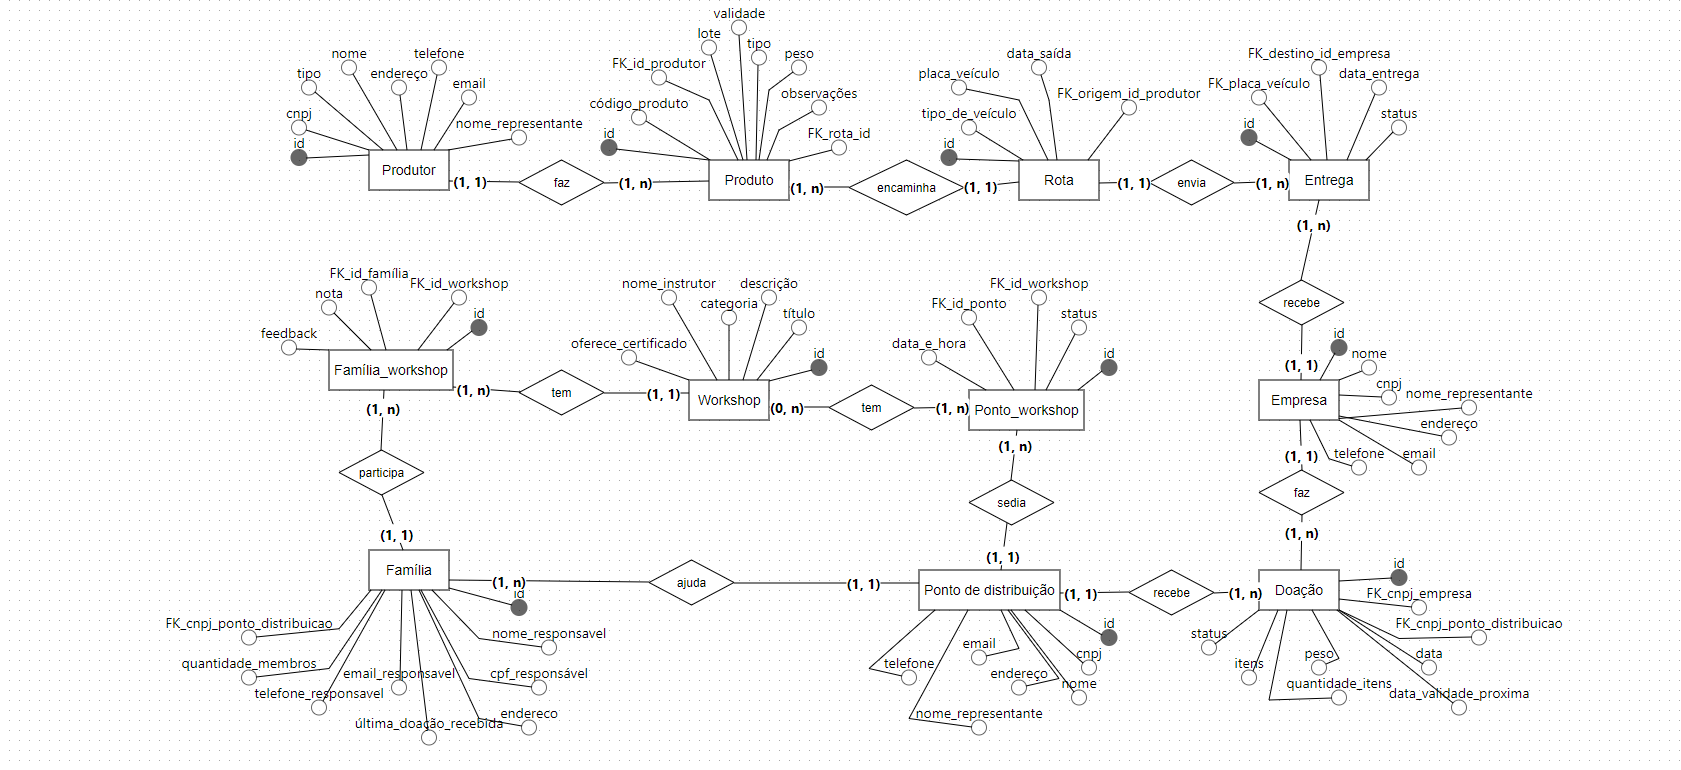 validade
lote
tipo
peso
FK_id_produtor
código_produto
id
observações
FK_rota_id
nome
telefone
tipo
endereço
email
cnpj
id
nome_representante
data_saída
placa_veículo
FK_origem_id_produtor
tipo_de_veículo
id
FK_destino_id_empresa
FK_placa_veículo
data_entrega
status
id
Produtor
(1, 1)
faz
(1, n)
Produto
(1, n)
encaminha
(1, 1)
Rota
(1, 1)
envia
(1, n)
Entrega
(1, n)
recebe
(1, 1)
FK_id_família
FK_id_workshop
nota
id
feedback
Família_workshop
(1, n)
tem
(1, 1)
nome_instrutor
descrição
categoria
título
oferece_certificado
id
Workshop
(0, n)
tem
(1, n)
FK_id_workshop
FK_id_ponto
status
data_e_hora
id
Ponto_workshop
id
nome
cnpj
nome_representante
endereço
telefone
email
Empresa
(1, 1)
faz
(1, n)
(1, n)
participa
(1, 1)
(1, n)
sedia
(1, 1)
Família
(1, n)
ajuda
(1, 1)
Ponto de distribuição
(1, 1)
recebe
(1, n)
Doação
id
FK_cnpj_ponto_distribuicao
nome_responsavel
quantidade_membros
email_responsavel
cpf_responsável
telefone_responsavel
última_doação_recebida
endereco
id
email
cnpj
telefone
endereço
nome
nome_representante
id
FK_cnpj_empresa
FK_cnpj_ponto_distribuicao
status
itens
peso
data
quantidade_itens
data_validade_proxima